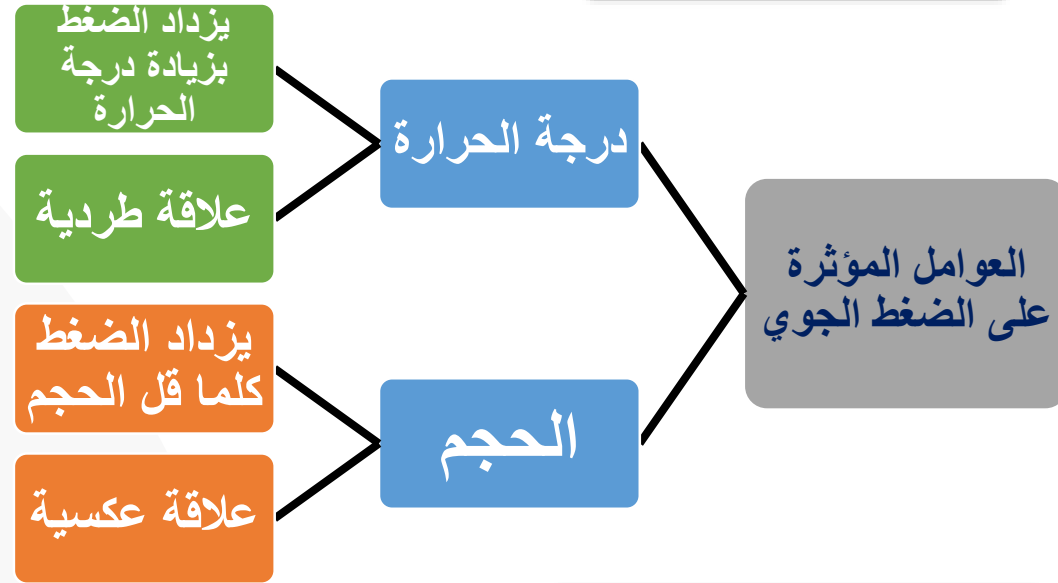 العوامل المؤثرة
على الضغط الجوي
درجة الحرارة
يزداد الضغط
بزيادة درجة
الحرارة
علاقة طردية
الحجم
يزداد الضغط
كلما قل الحجم
علاقة عكسية